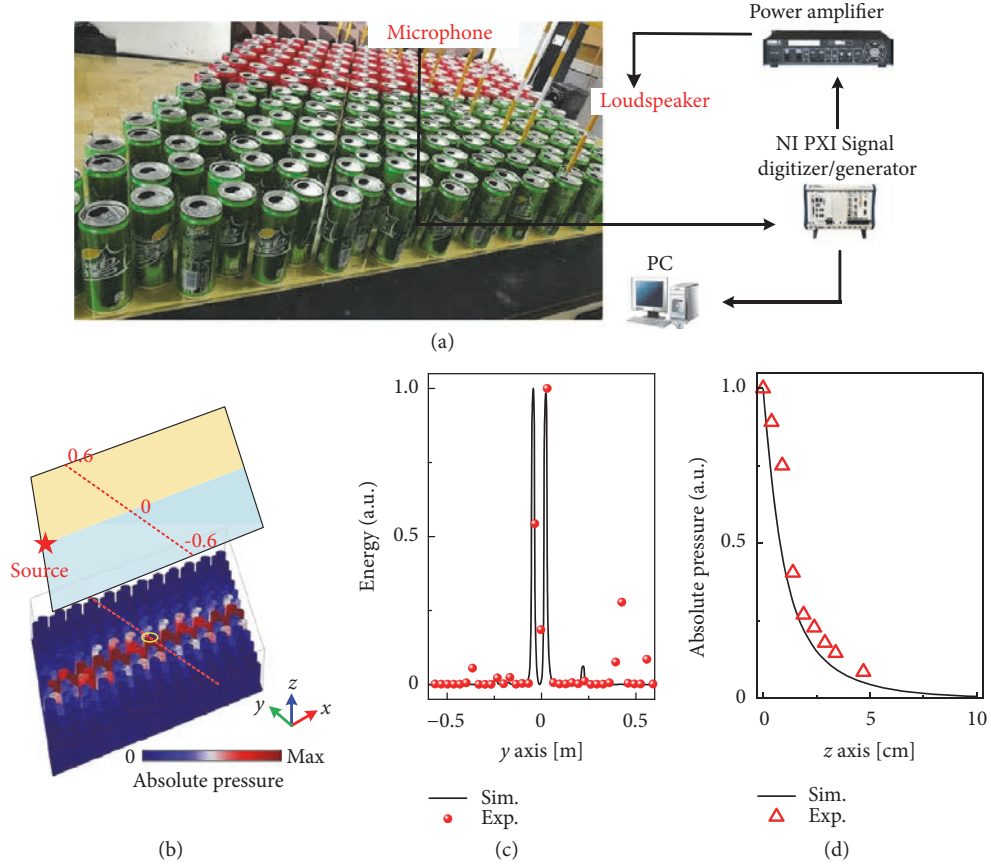 Microphone
Power amplifier
Loudspeaker
NI PXI Signal
digitizer/generator
PC
(a)
0.6
0
-0.6
Source
z
y
x
0
Max
Absolute pressure
(b)
1.0
0.5
0
Energy (a.u.)
−0.5
0
0.5
y axis [m]
Sim.
Exp.
(c)
1.0
0.5
0
Absolute pressure (a.u.)
0
5
10
z axis [cm]
Sim.
Exp.
(d)